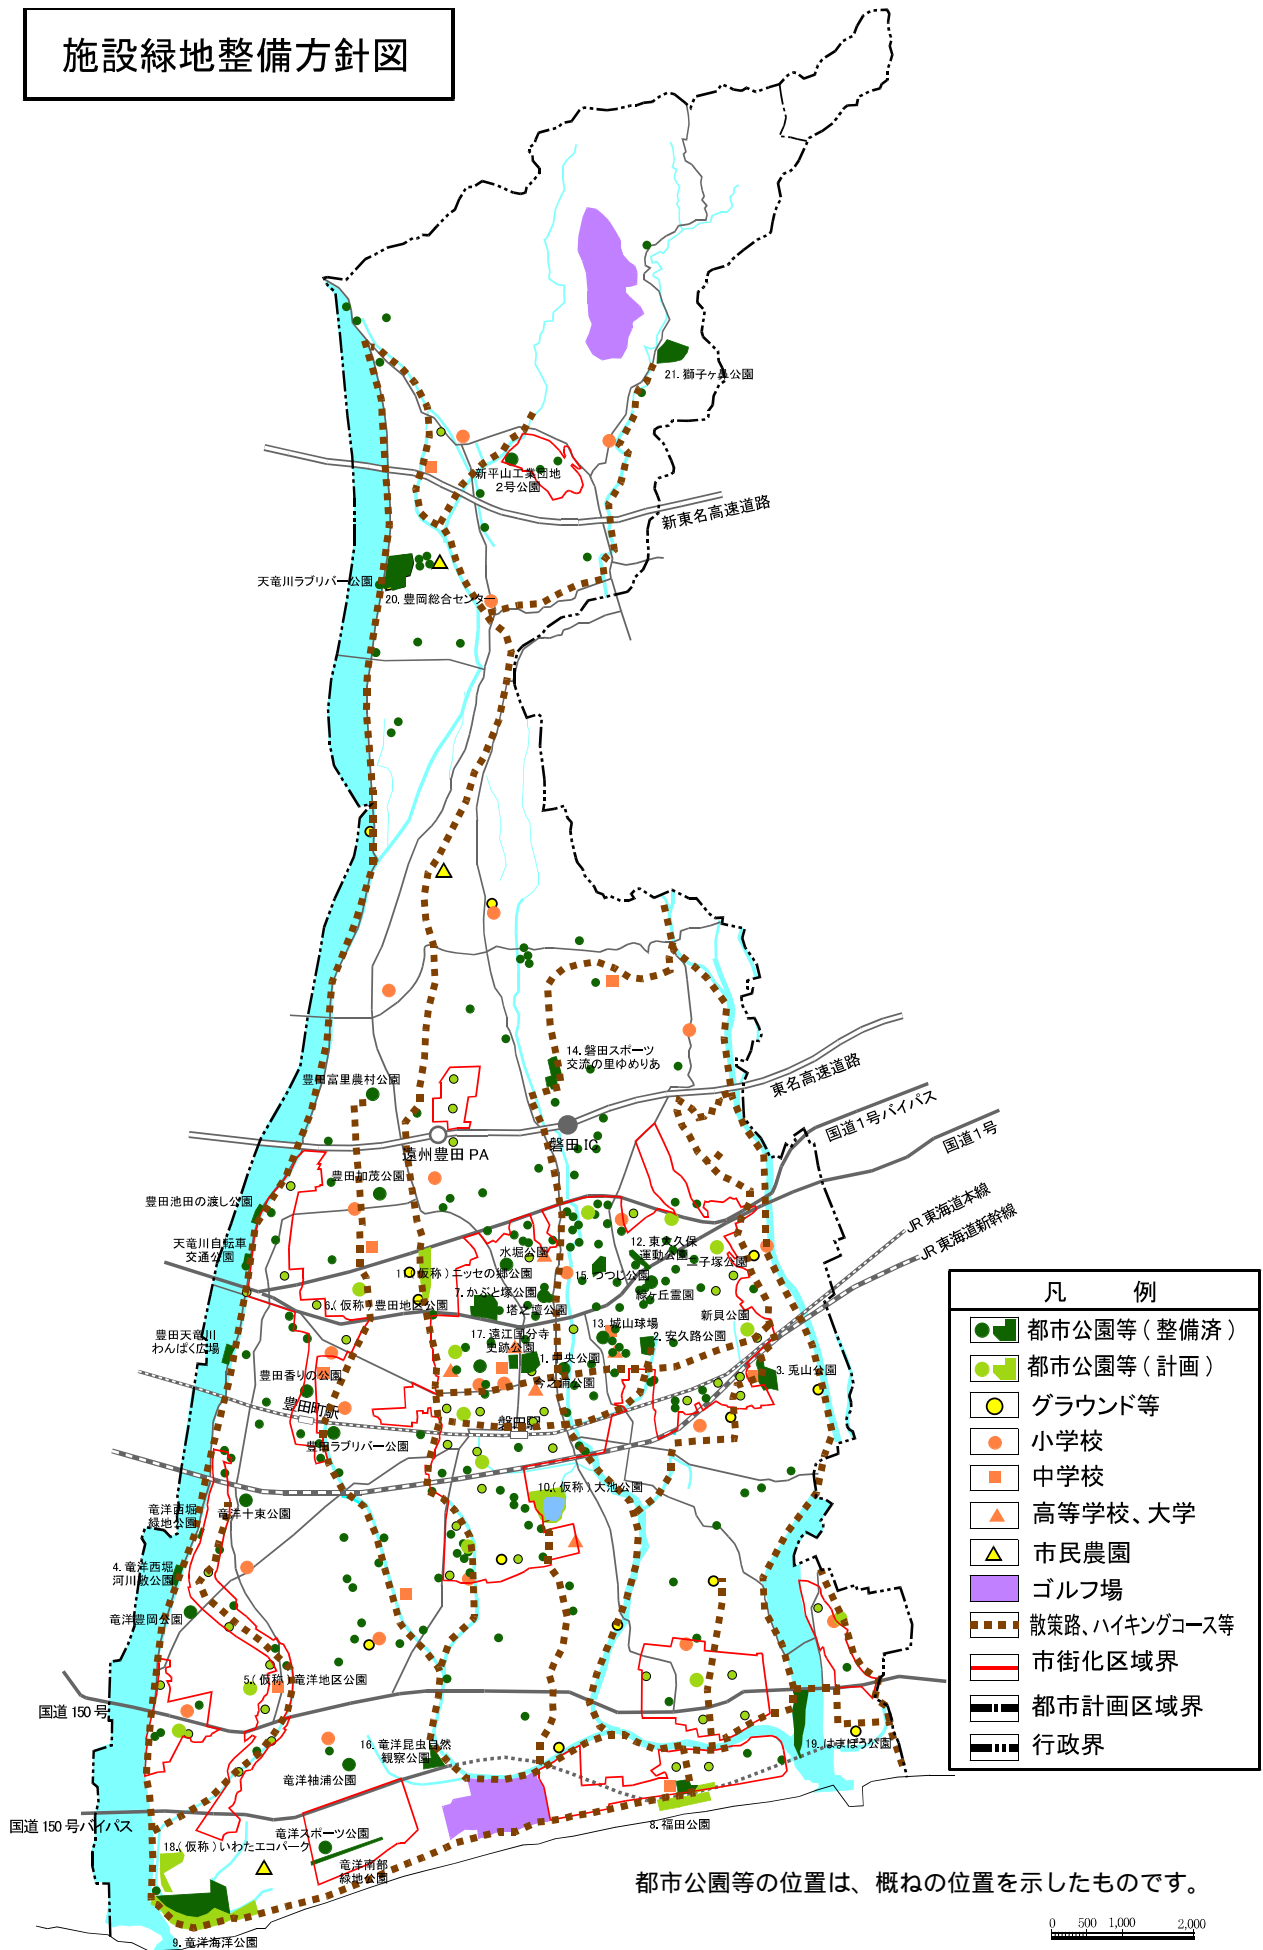 施設緑地整備方針図
21.獅子ヶ鼻公園
新平山工業団地
2号公園
新東名高速道路
天竜川ラブリバー公園
20.豊岡総合センター
14.磐田スポーツ
交流の里ゆめりあ
東名高速道路
豊田富里農村公園
国道1号バイパス
国道1号
磐田IC
遠州豊田PA
豊田加茂公園
豊田池田の渡し公園
JR東海道本線
JR東海道新幹線
天竜川自転車
交通公園
水堀公園
12.東大久保
運動公園
二子塚公園
11.(仮称)ニッセの郷公園
15.つつじ公園
7.かぶと塚公園
緑ヶ丘霊園
6.(仮称)豊田地区公園
塔之壇公園
新貝公園
13.城山球場
豊田天竜川
わんぱく広場
17.遠江国分寺
史跡公園
2.安久路公園
1.中央公園
3.兎山公園
豊田香りの公園
今之浦公園
豊田町駅
磐田駅
豊田ラブリバー公園
10.(仮称)大池公園
竜洋西堀
緑地公園
竜洋十束公園
4.竜洋西堀
河川敷公園
竜洋豊岡公園
5.(仮称)竜洋地区公園
国道150号
16.竜洋昆虫自然
観察公園
19.はまぼう公園
竜洋袖浦公園
国道150号バイパス
竜洋スポーツ公園
8.福田公園
18.(仮称)いわたエコパーク
竜洋南部
緑地公園
9.竜洋海洋公園
凡 例
都市公園等(整備済)
都市公園等(計画)
グラウンド等
小学校
中学校
高等学校、大学
市民農園
ゴルフ場
散策路、ハイキングコース等
市街化区域界
都市計画区域界
行政界
都市公園等の位置は、概ねの位置を示したものです。
0 500 1,000 2,000